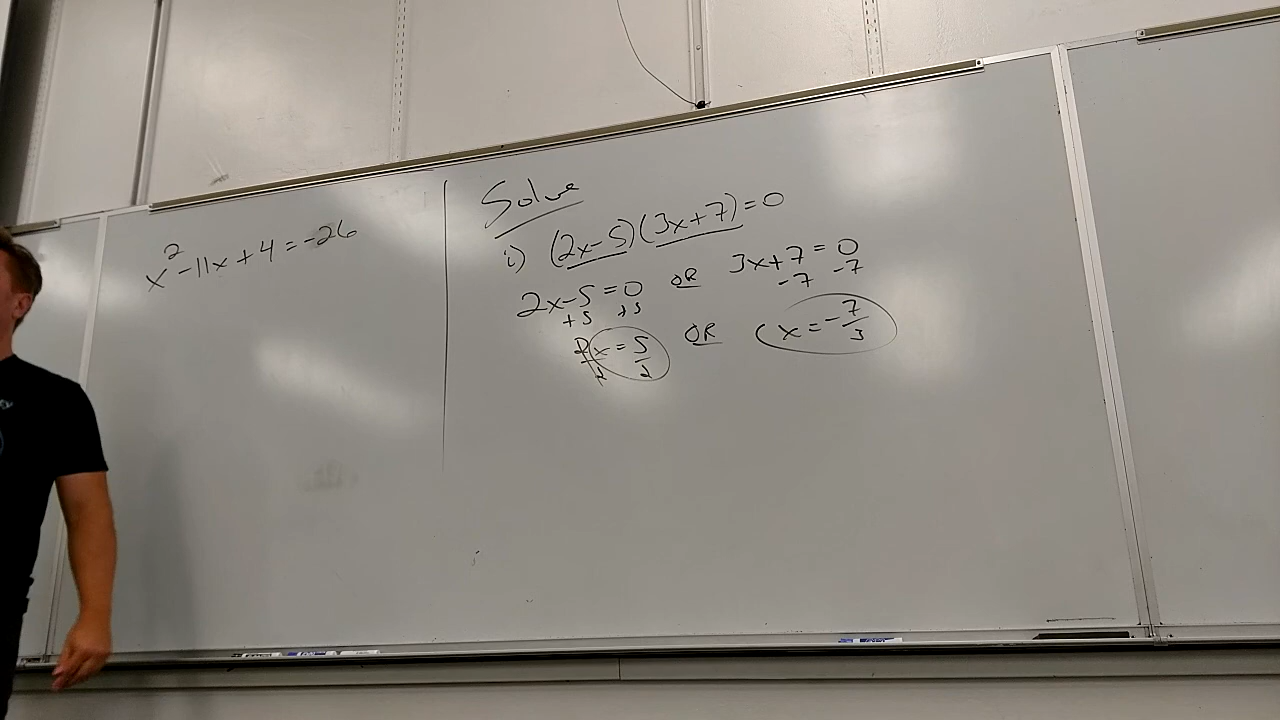 x²-11x+4=-26
Solve
i) (2x-5)(3x+7)=0
2x-5=0 OR 3x+7=0
+5 +5 -7 -7
2x=5 OR x=-7/3
2 2